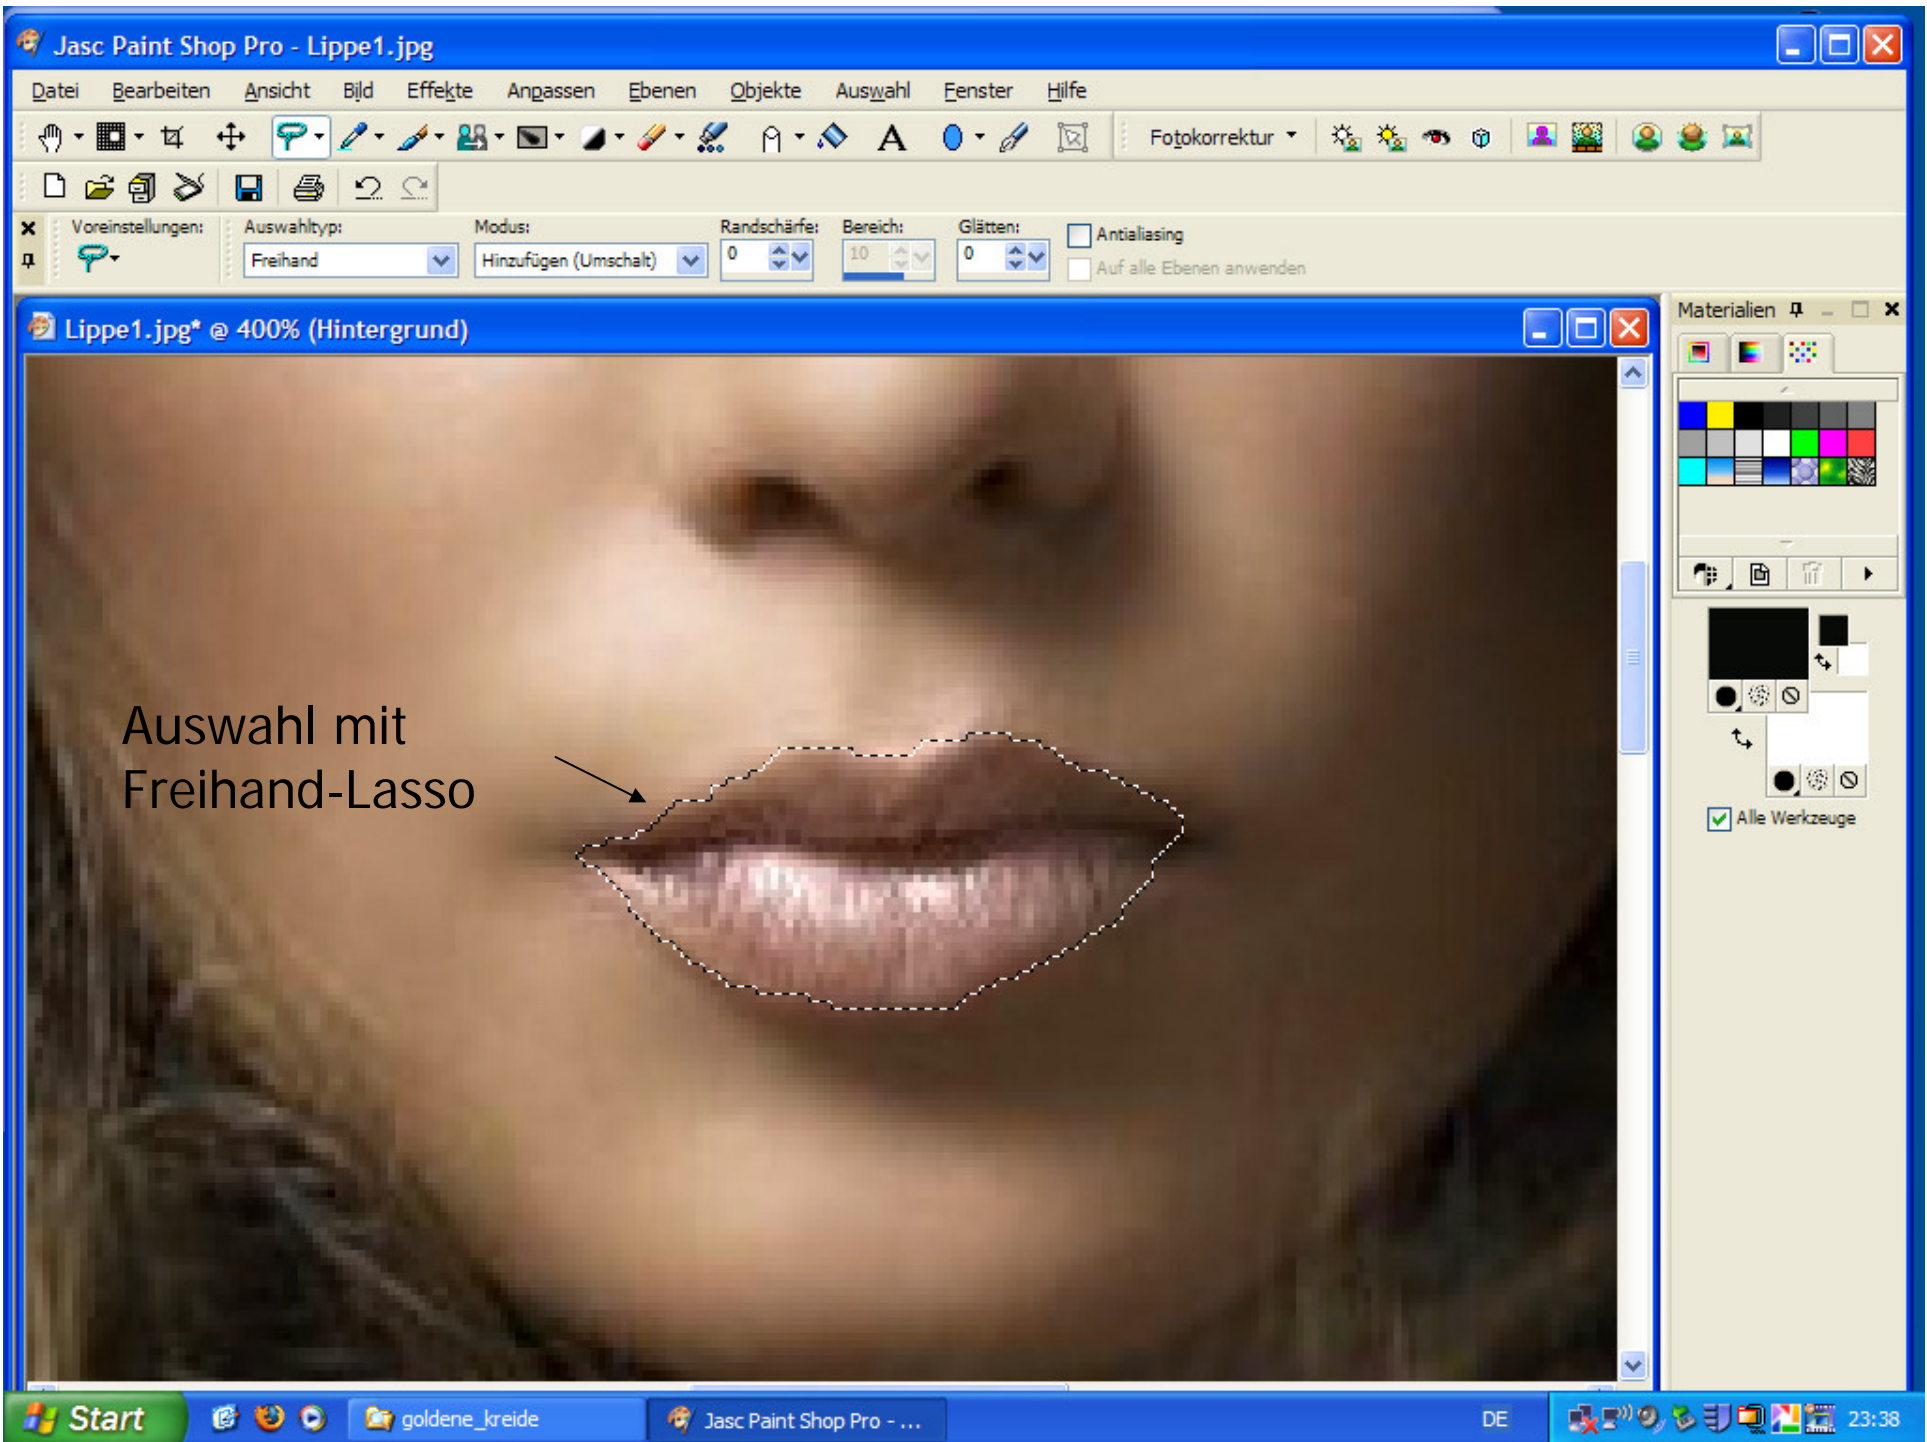 Jasc Paint Shop Pro - Lippe1.jpg
Datei Bearbeiten Ansicht Bild Effekte Anpassen Ebenen Objekte Auswahl Fenster Hilfe
A Fotokorrektur
Voreinstellungen: Auswahltyp: Modus: Randschärfe: Bereich: Glätten: Antialiasing
Freihand Hinzufügen (Umschalt) 0 10 0 Auf alle Ebenen anwenden
Lippe1.jpg* @ 400% (Hintergrund)
Materialien
Auswahl mit
Freihand-Lasso
Alle Werkzeuge
Start goldene_kreide Jasc Paint Shop Pro - ... DE 23:38